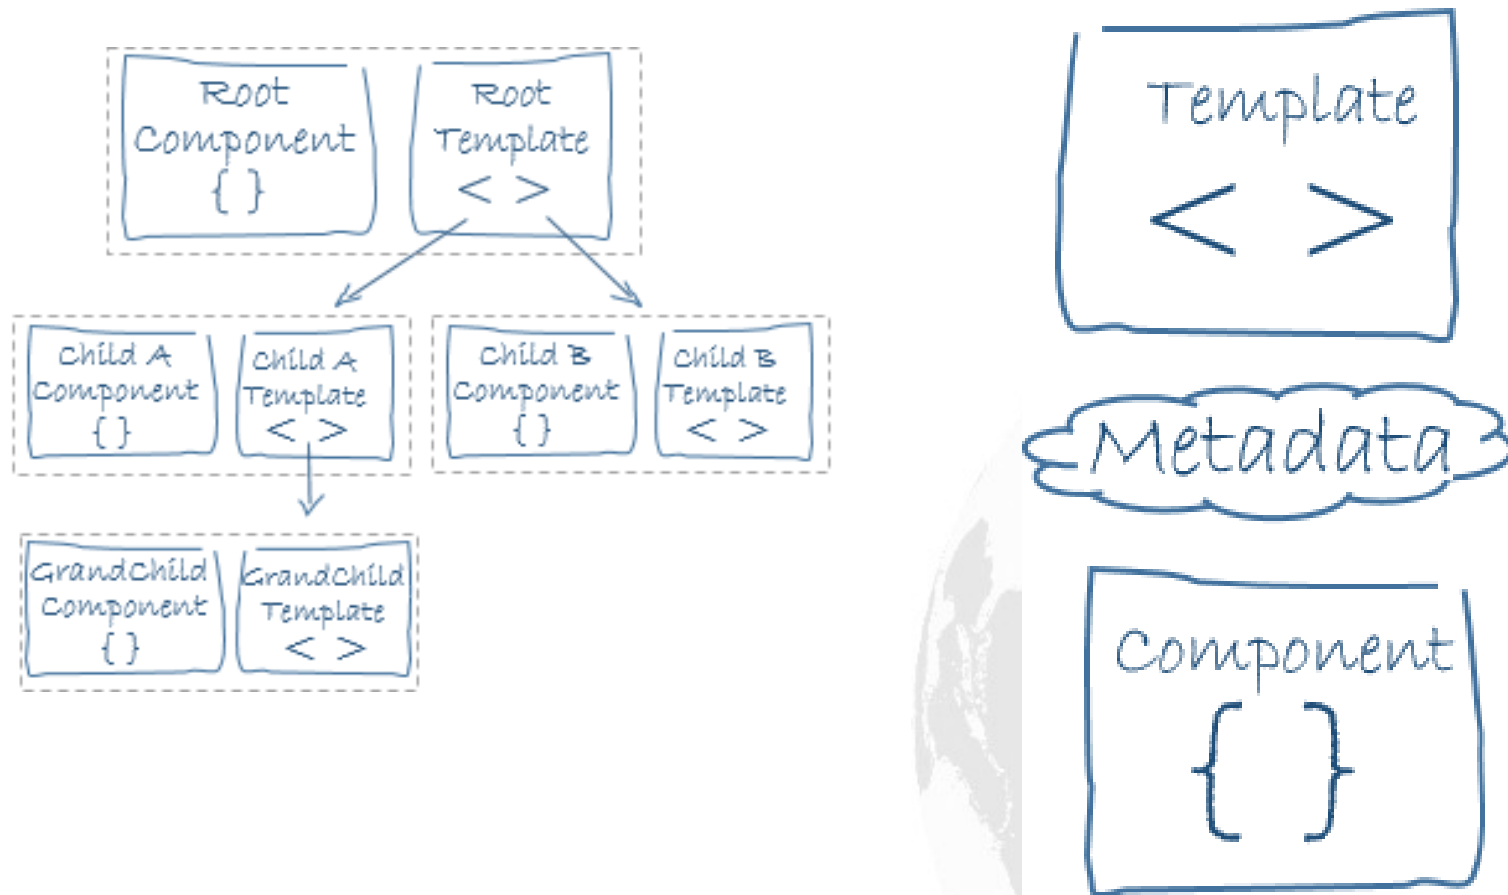 Root
Component
{ }
Root
Template
< >
Child A
Component
{ }
Child A
Template
< >
Child B
Component
{ }
Child B
Template
< >
GrandChild
Component
{ }
GrandChild
Template
< >
Template
< >
Metadata
Component
{ }